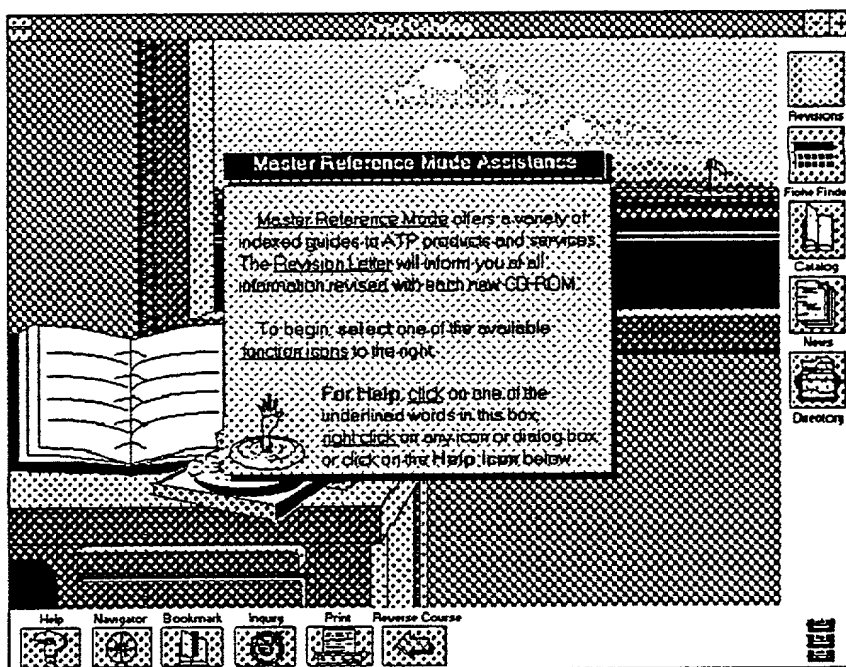 Master Reference Mode Assistance
Revisions
Master Reference Mode offers a variety of
indexed guides to ATP products and services.
The Revision Letter will inform you of all
information revised with each new CD-ROM.
Fiche Finder
Catalog
To begin, select one of the available
function icons to the right.
News
For Help, click on one of the
underlined words in this box,
right click on any icon or dialog box
or click on the Help Icon below.
Directory
Help Navigator Bookmark Inquiry Print Reverse Course